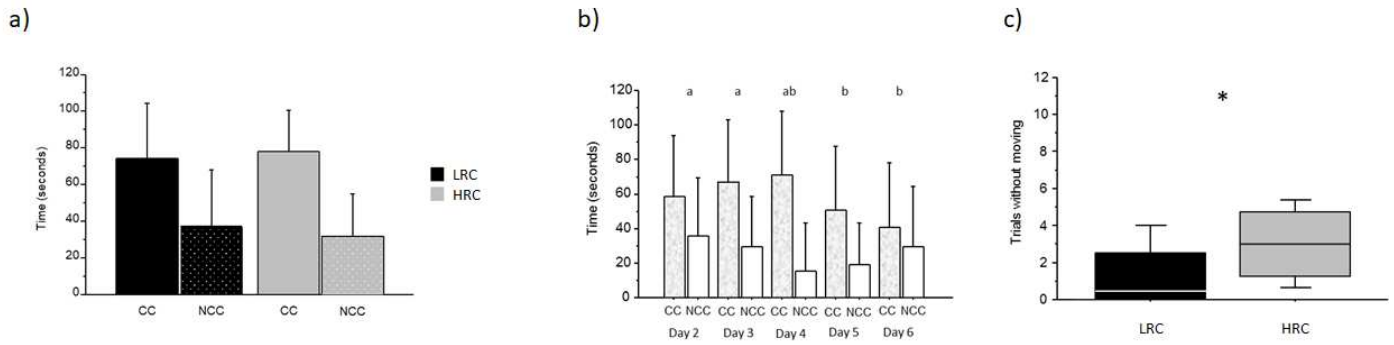 a)
Time (seconds)
120
100
80
60
40
20
0
CC NCC CC NCC
LRC
HRC
b)
Time (seconds)
120
100
80
60
40
20
0
a a ab b b
CC NCC CC NCC CC NCC CC NCC CC NCC
Day 2 Day 3 Day 4 Day 5 Day 6
c)
Trials without moving
12
10
8
6
4
2
0
*
LRC HRC